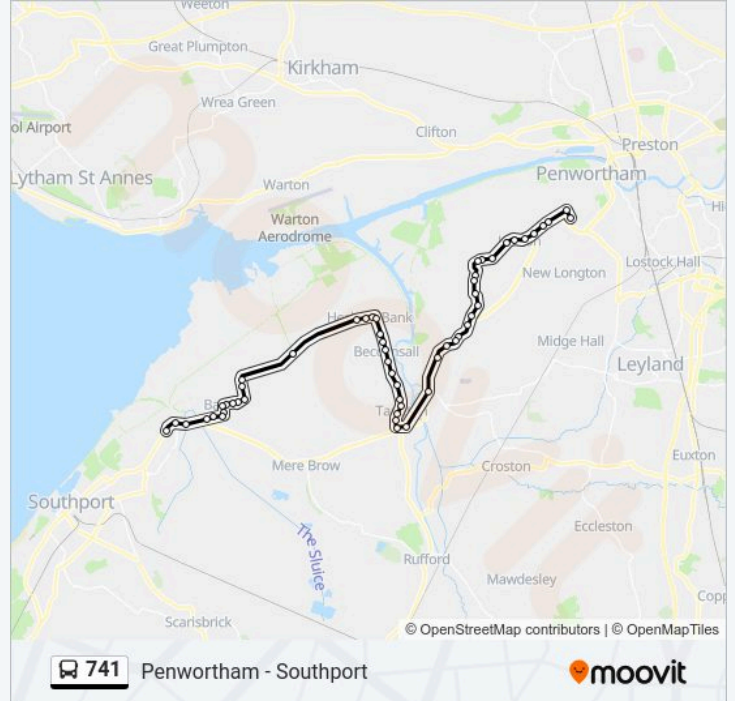 Weeton
Great Plumpton
Kirkham
Wrea Green
ol Airport
Clifton
Preston
Lytham St Annes
Warton
Penwortham
Warton
Aerodrome
Hi
Lostock Hall
New Longton
Bank
Midge Hall
Leyland
Mere Brow
Croston
Euxton
Southport
The Sluice
Eccleston
Rufford
Mawdesley
Copp
Scarisbrick
© OpenStreetMap contributors | © OpenMapTiles
741 Penwortham - Southport
moovit